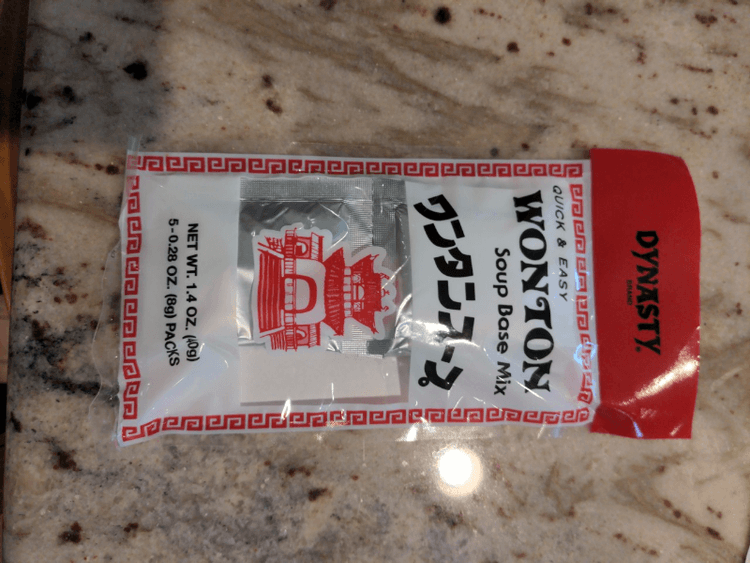 DYNASTY®
BRAND
QUICK & EASY
WONTON
Soup Base Mix
ワンタンスープ
NET WT. 1.4 OZ. (40g)
5-0.28 OZ. (8g) PACKS